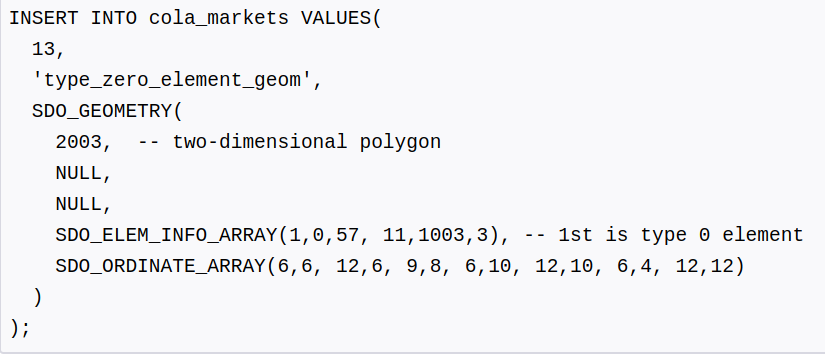 INSERT INTO cola_markets VALUES(
  13,
  'type_zero_element_geom',
  SDO_GEOMETRY(
    2003,  -- two-dimensional polygon
    NULL,
    NULL,
    SDO_ELEM_INFO_ARRAY(1,0,57, 11,1003,3), -- 1st is type 0 element
    SDO_ORDINATE_ARRAY(6,6, 12,6, 9,8, 6,10, 12,10, 6,4, 12,12)
  )
);